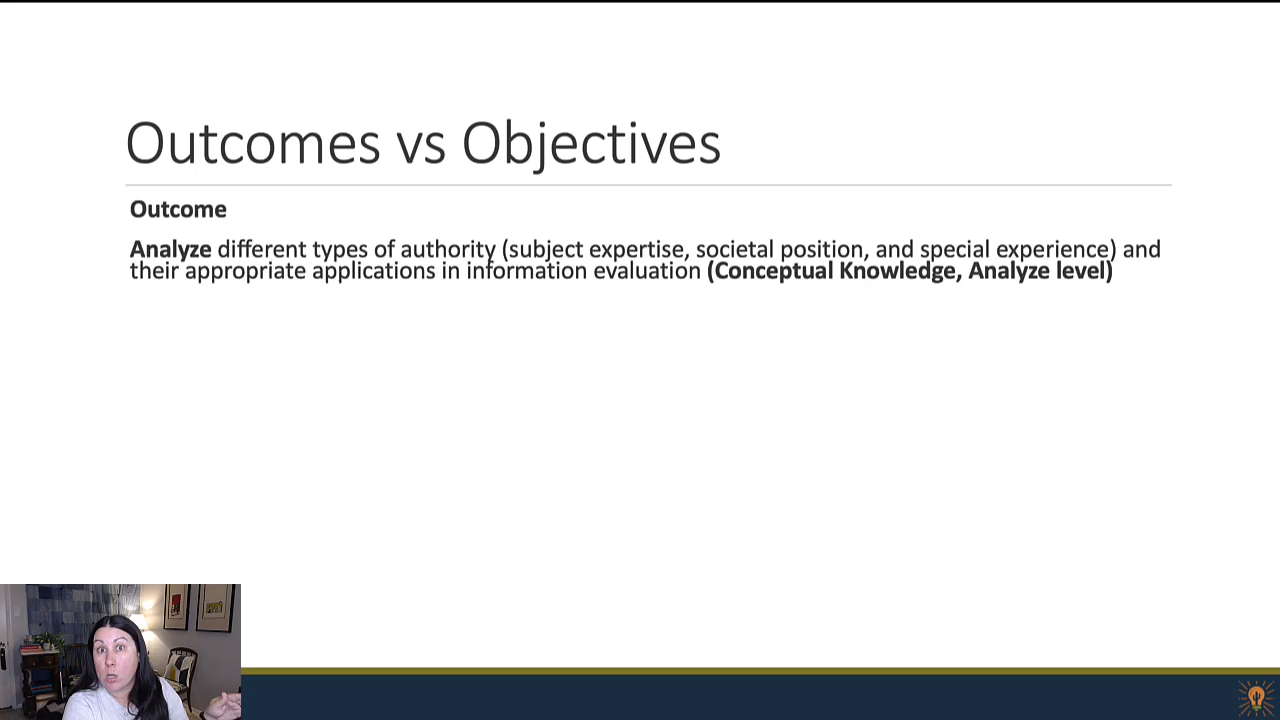 Outcomes vs Objectives
Outcome
Analyze different types of authority (subject expertise, societal position, and special experience) and
their appropriate applications in information evaluation (Conceptual Knowledge, Analyze level)